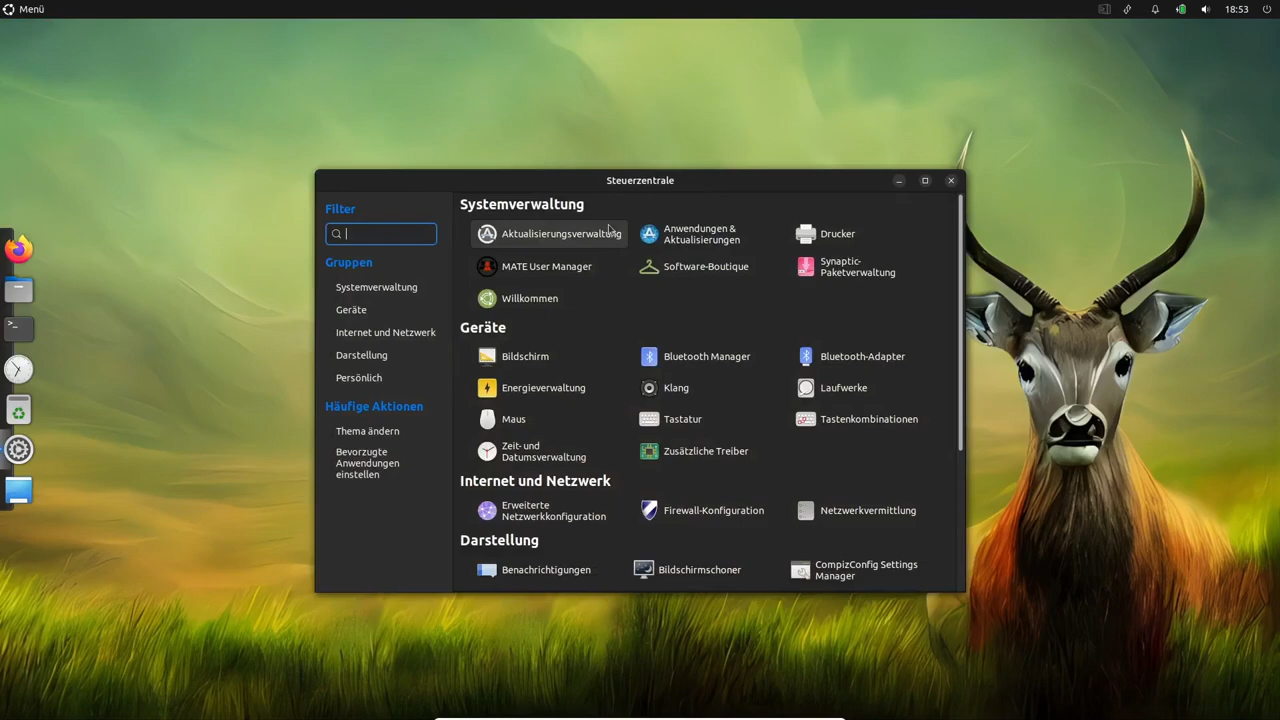 Menü
18:53
Steuerzentrale
Filter
Gruppen
Systemverwaltung
Geräte
Internet und Netzwerk
Darstellung
Persönlich
Häufige Aktionen
Thema ändern
Bevorzugte
Anwendungen
einstellen
Systemverwaltung
Aktualisierungsverwaltung
Anwendungen &
Aktualisierungen
Drucker
MATE User Manager
Software-Boutique
Synaptic-
Paketverwaltung
Willkommen
Geräte
Bildschirm
Bluetooth Manager
Bluetooth-Adapter
Energieverwaltung
Klang
Laufwerke
Maus
Tastatur
Tastenkombinationen
Zeit- und
Datumsverwaltung
Zusätzliche Treiber
Internet und Netzwerk
Erweiterte
Netzwerkkonfiguration
Firewall-Konfiguration
Netzwerkvermittlung
Darstellung
Benachrichtigungen
Bildschirmschoner
CompizConfig Settings
Manager